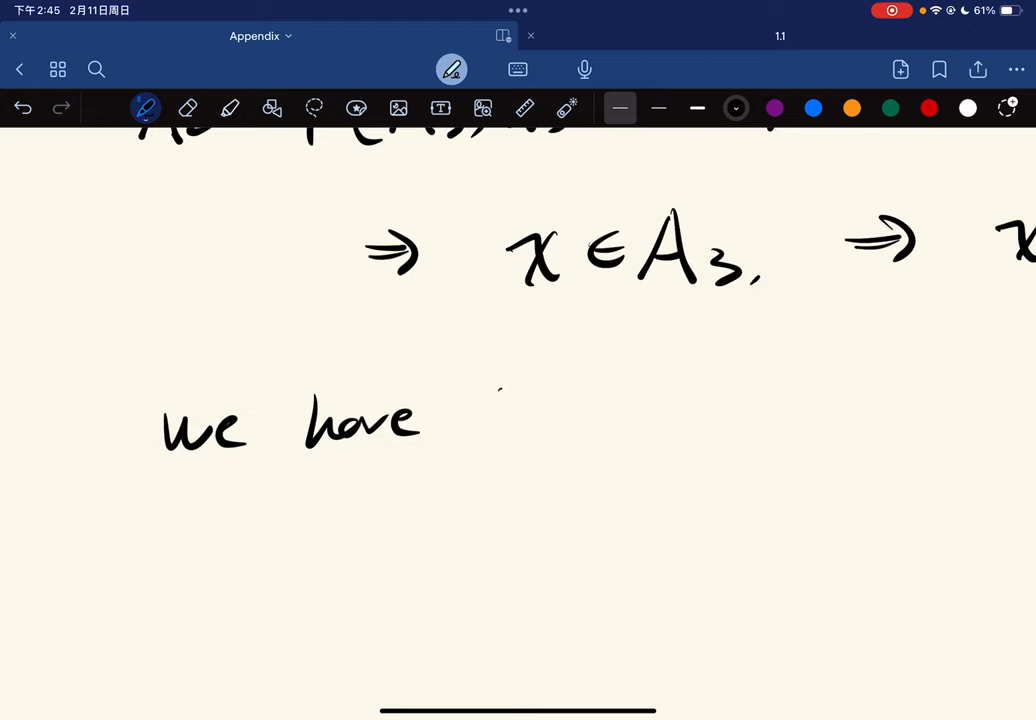 下午2:45 2月11日周日
61%
Appendix
1.1
⇒ x ∈ A₃, ⇒ x
we have